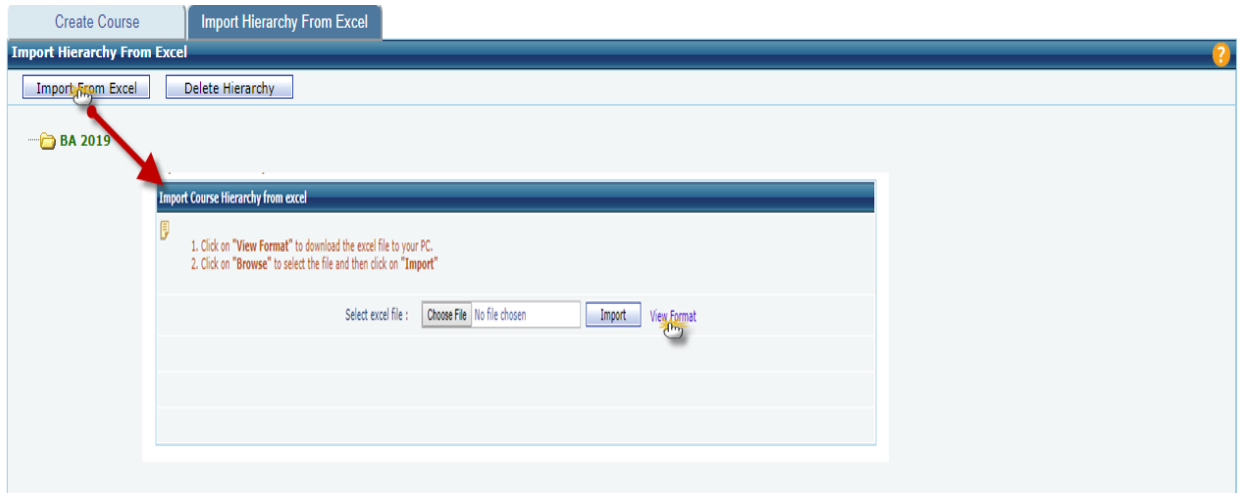 Create Course
Import Hierarchy From Excel
Import Hierarchy From Excel
?
Import From Excel
Delete Hierarchy
BA 2019
Import Course Hierarchy from excel
1. Click on "View Format" to download the excel file to your PC.
2. Click on "Browse" to select the file and then click on "Import"
Select excel file :
Choose File
No file chosen
Import
View Format